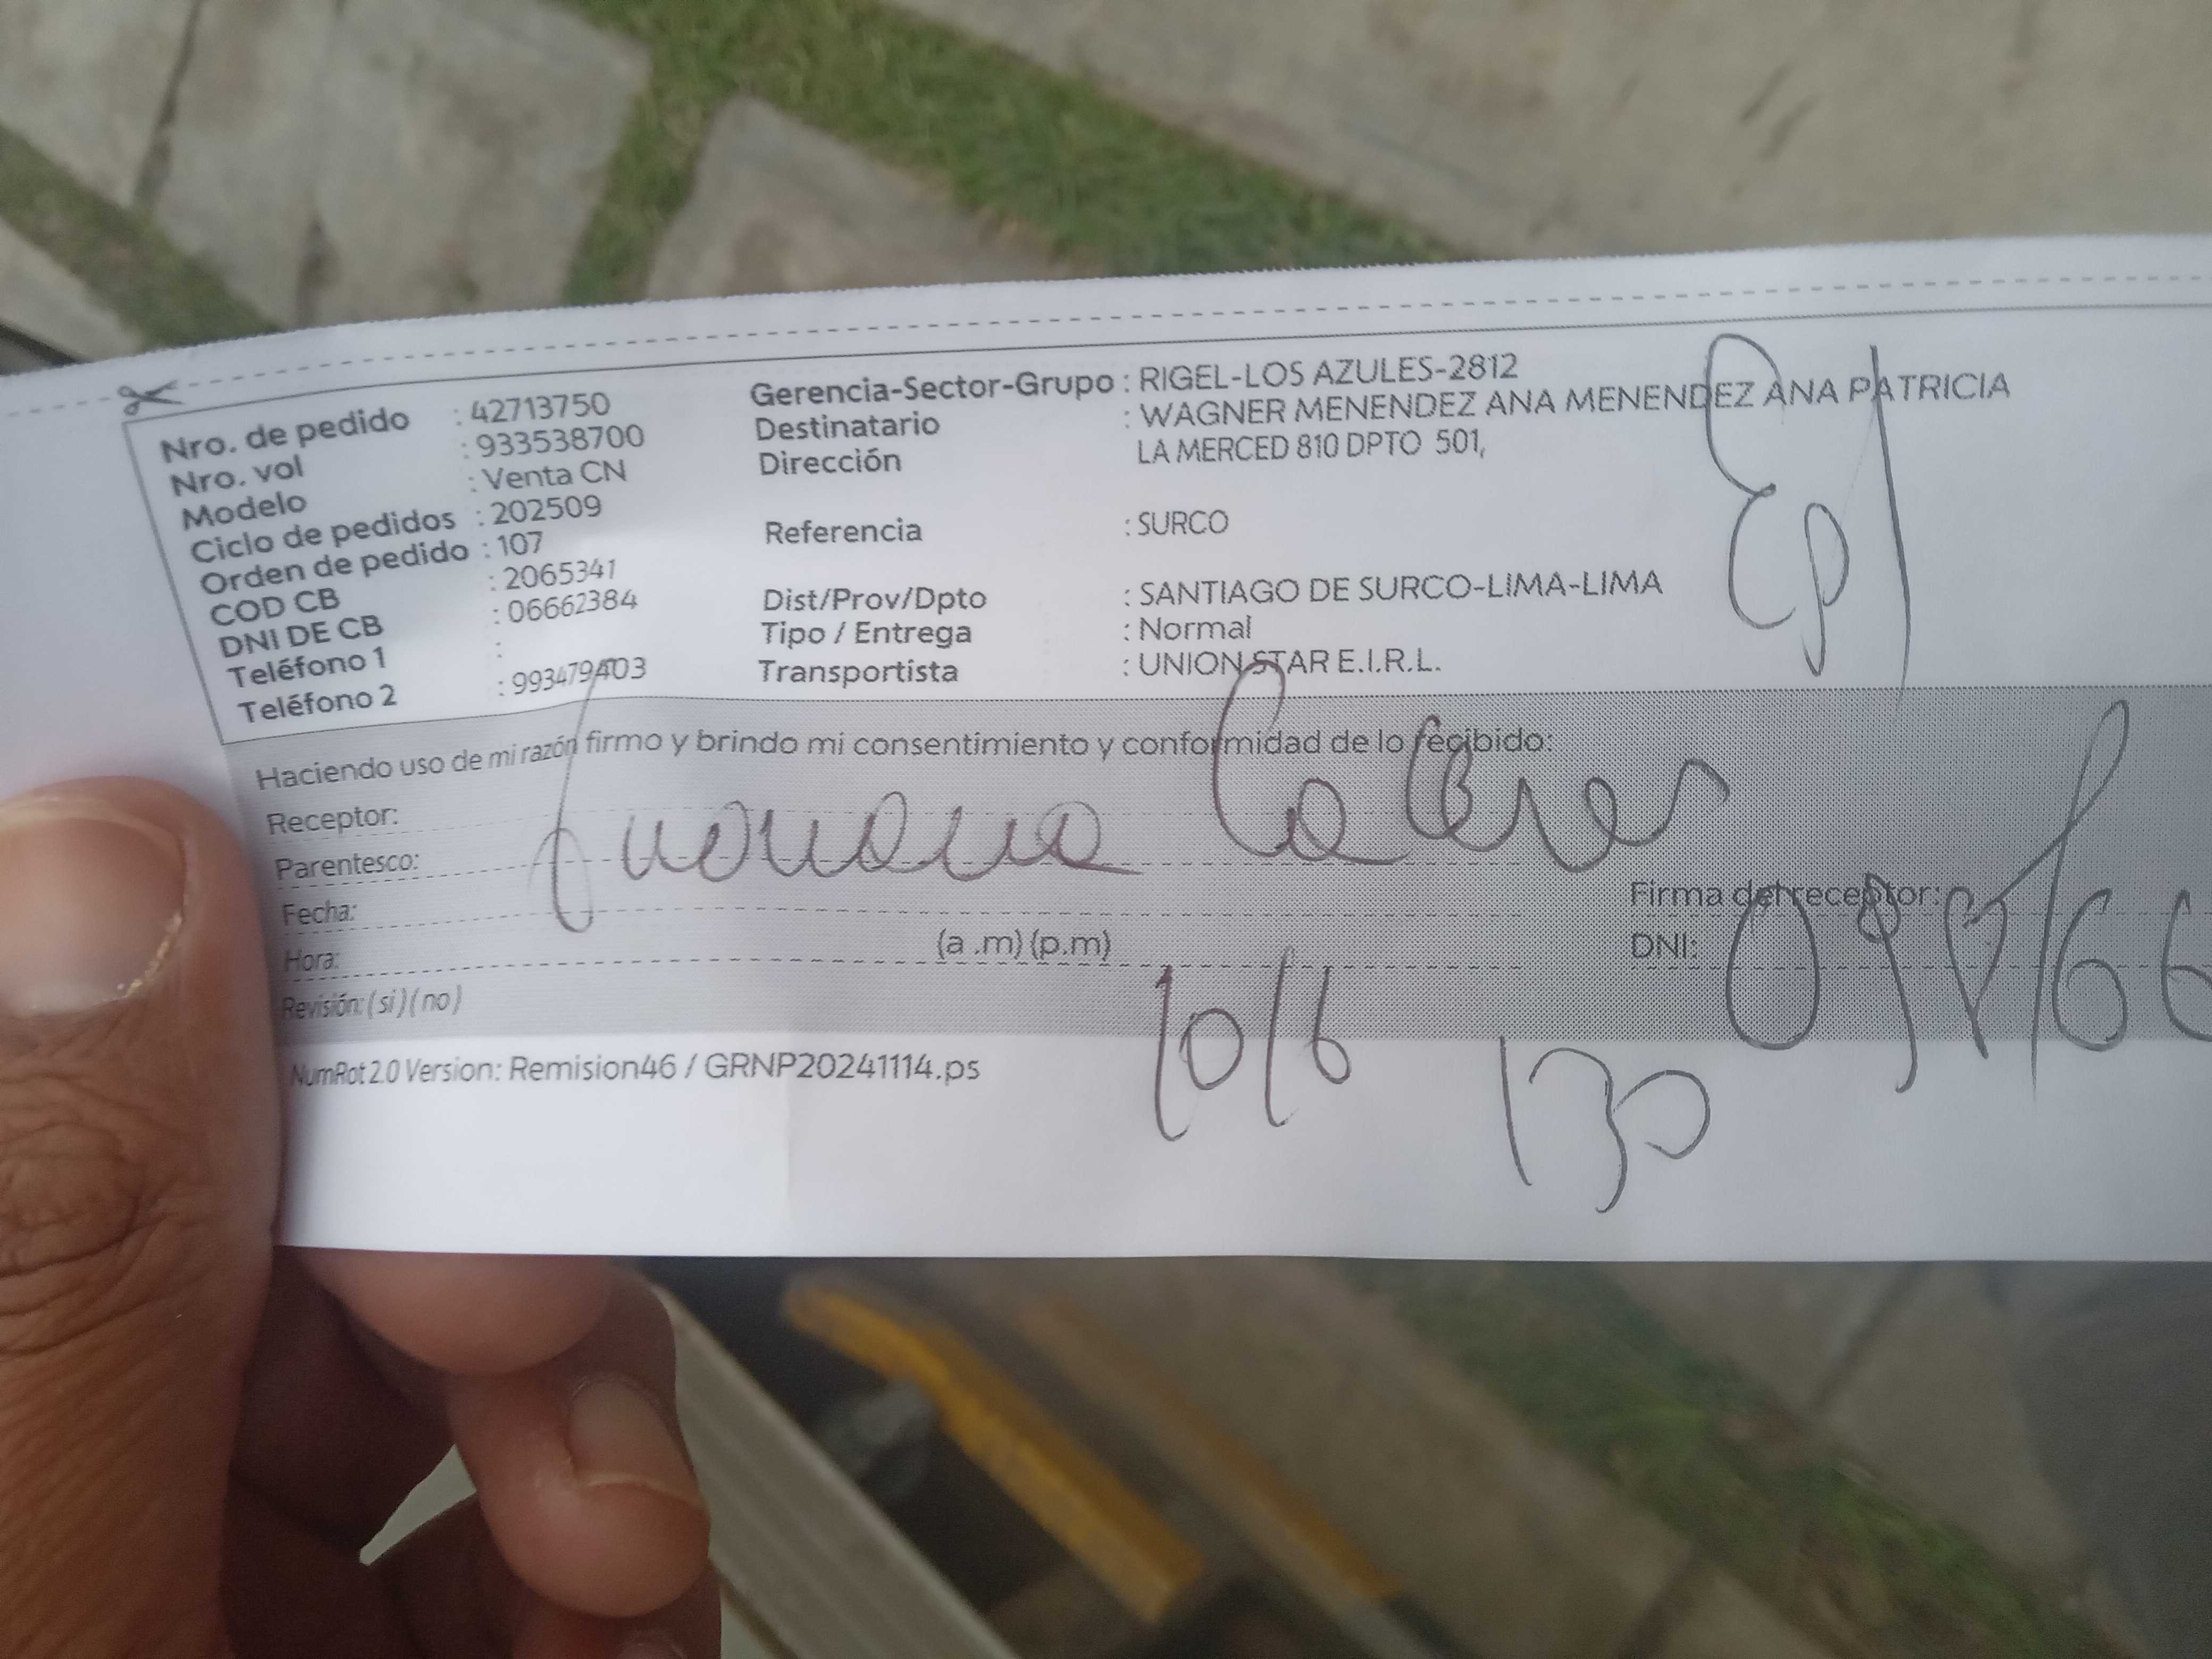 Nro. de pedido : 42713750
Nro. vol : 933538700
Modelo : Venta CN
Ciclo de pedidos : 202509
Orden de pedido : 107
COD CB : 2065341
DNI DE CB : 06662384
Teléfono 1 :
Teléfono 2 : 993479403
Gerencia-Sector-Grupo : RIGEL-LOS AZULES-2812
Destinatario : WAGNER MENENDEZ ANA MENENDEZ ANA PATRICIA
Dirección LA MERCED 810 DPTO 501,
Referencia : SURCO
Dist/Prov/Dpto : SANTIAGO DE SURCO-LIMA-LIMA
Tipo / Entrega : Normal
Transportista : UNION STAR E.I.R.L.
Haciendo uso de mi razón firmo y brindo mi consentimiento y conformidad de lo recibido:
Receptor:
Parentesco:
Fecha:
Hora: (a .m) (p.m)
Revisión: ( si ) ( no )
Firma del receptor:
DNI:
10/6
130
NumRot 2.0 Version: Remision46 / GRNP20241114.ps